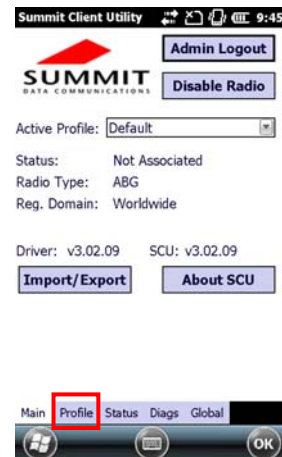 Summit Client Utility 9:45
Admin Logout
SUMMIT
DATA COMMUNICATIONS
Disable Radio
Active Profile: Default
Status: Not Associated
Radio Type: ABG
Reg. Domain: Worldwide
Driver: v3.02.09 SCU: v3.02.09
Import/Export About SCU
Main Profile Status Diags Global
OK